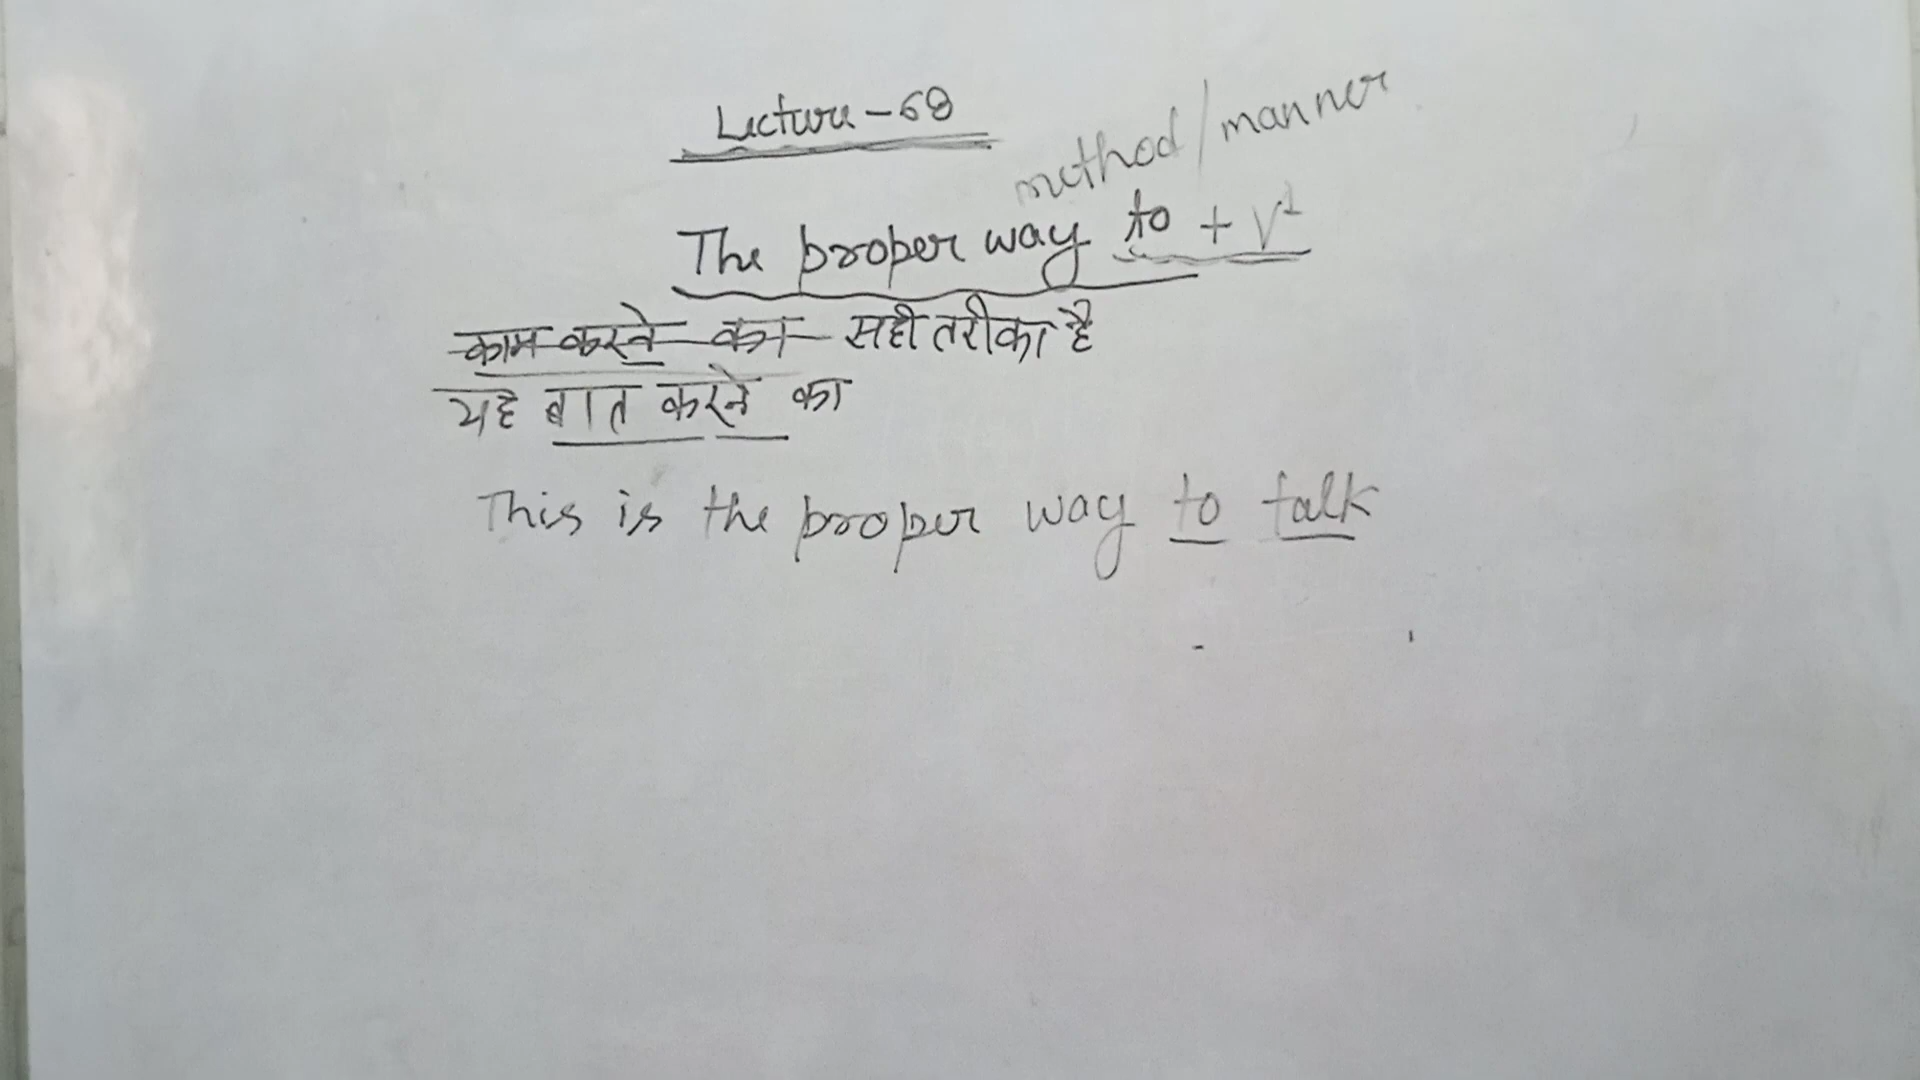 Lecture - 68
method / manner
The proper way to + V¹
काम करने का सही तरीका है
यह बात करने का
This is the proper way to talk